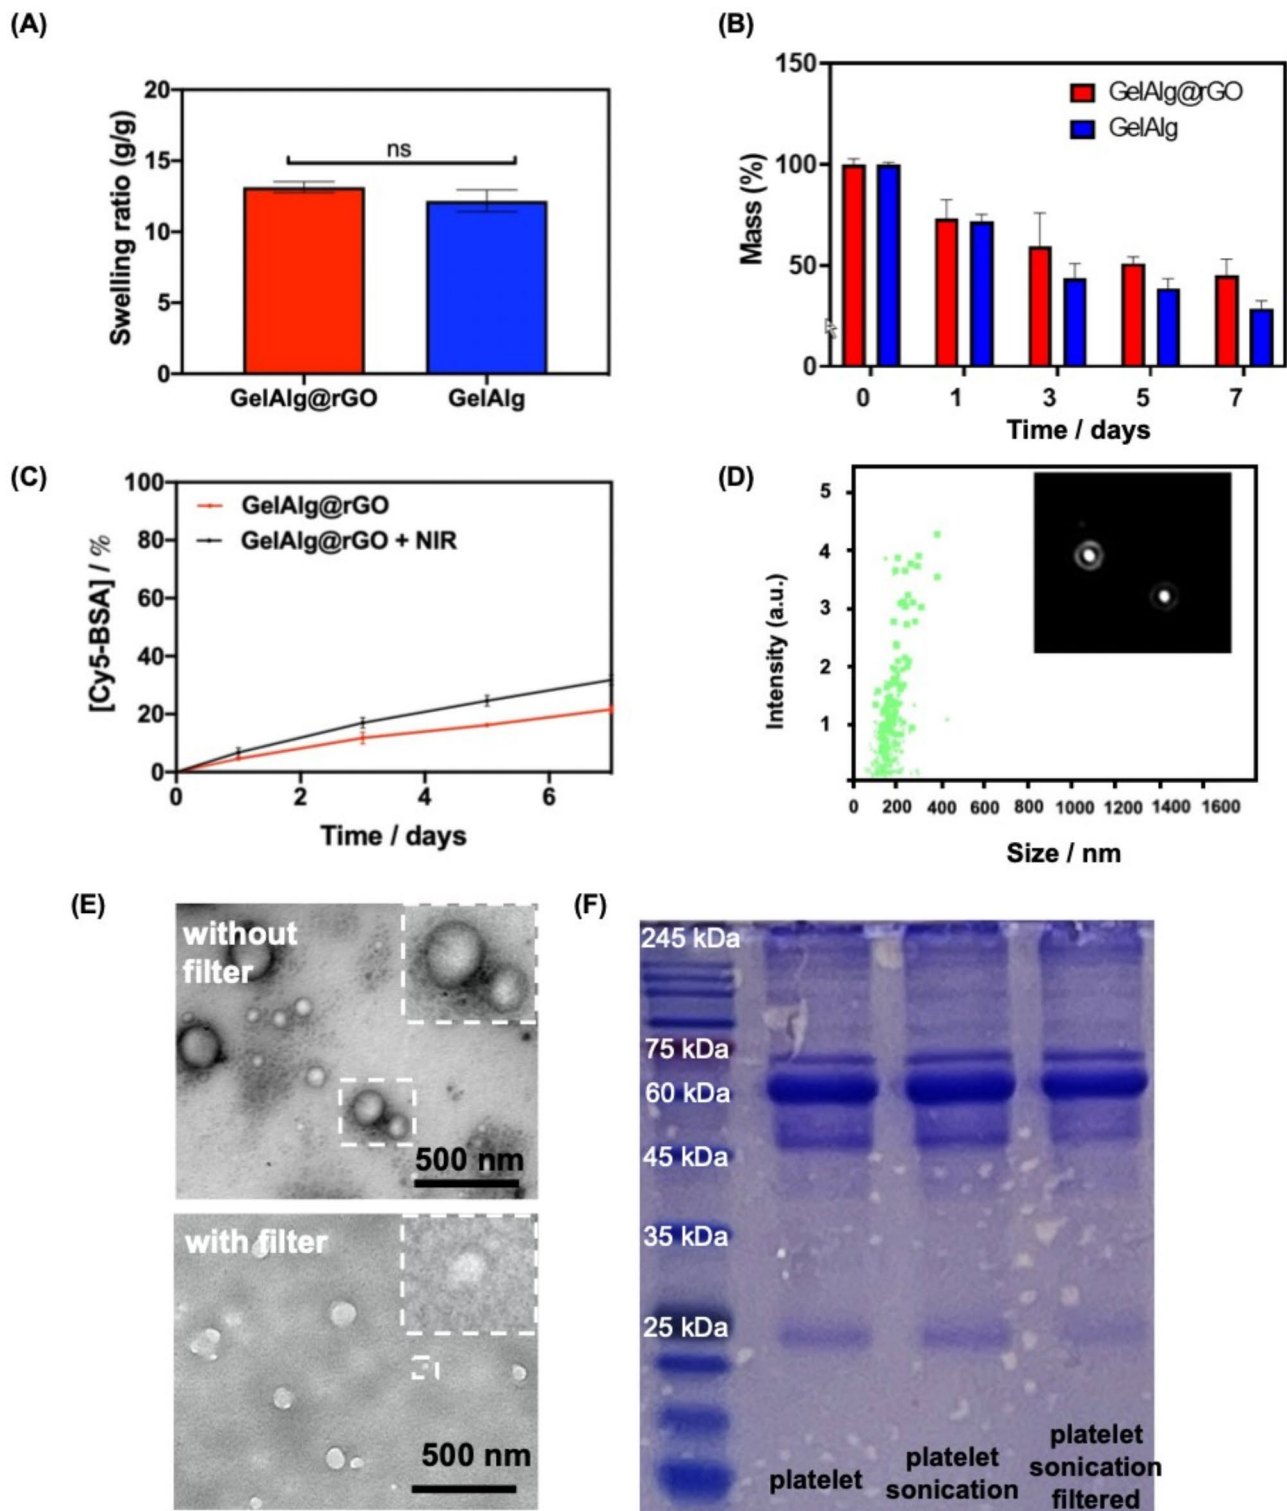 (A)
20
15
10
5
0
Swelling ratio (g/g)
ns
GelAlg@rGO
GelAlg
(B)
150
100
50
0
Mass (%)
GelAlg@rGO
GelAlg
0
1
3
5
7
Time / days
(C)
100
80
60
40
20
0
[Cy5-BSA] / %
GelAlg@rGO
GelAlg@rGO + NIR
0
2
4
6
Time / days
(D)
5
4
3
2
1
Intensity (a.u.)
0
200
400
600
800
1000
1200
1400
1600
Size / nm
(E)
without
filter
500 nm
with filter
500 nm
(F)
245 kDa
75 kDa
60 kDa
45 kDa
35 kDa
25 kDa
platelet
platelet
sonication
platelet
sonication
filtered